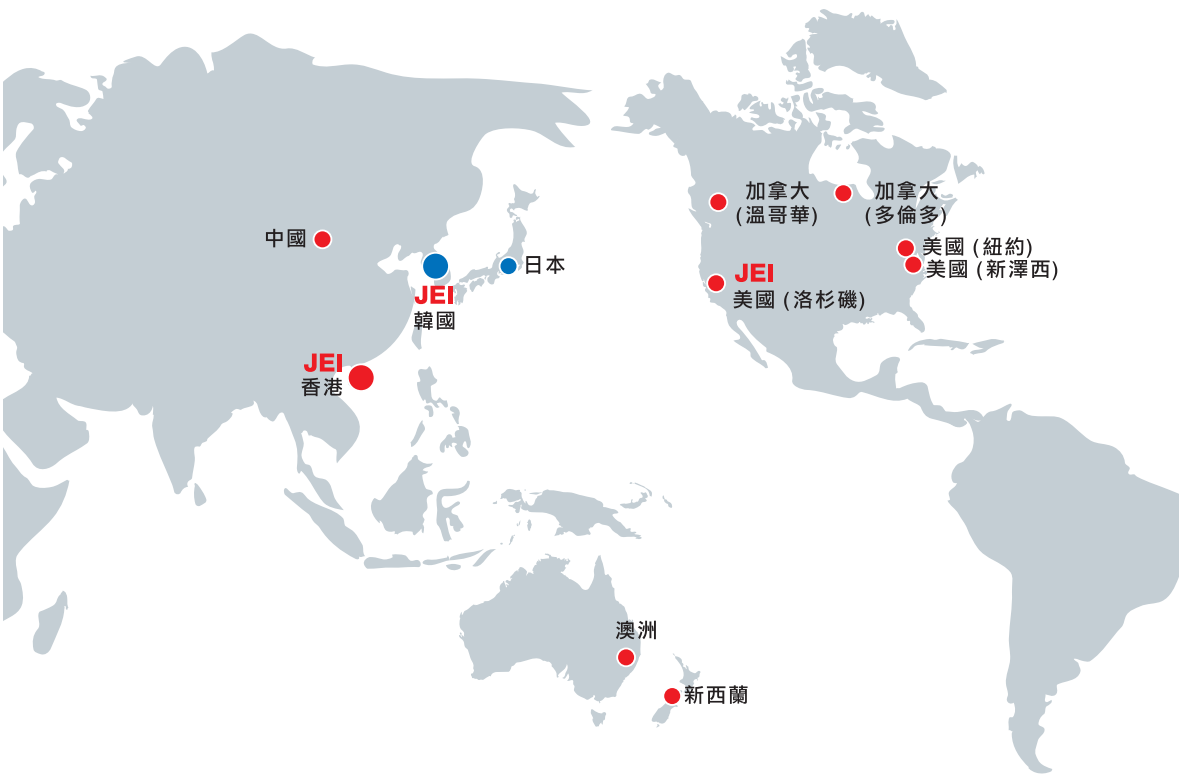 加拿大
(溫哥華)
加拿大
(多倫多)
中國
日本
美國 (紐約)
美國 (新澤西)
JEI
美國 (洛杉磯)
JEI
韓國
JEI
香港
澳洲
新西蘭